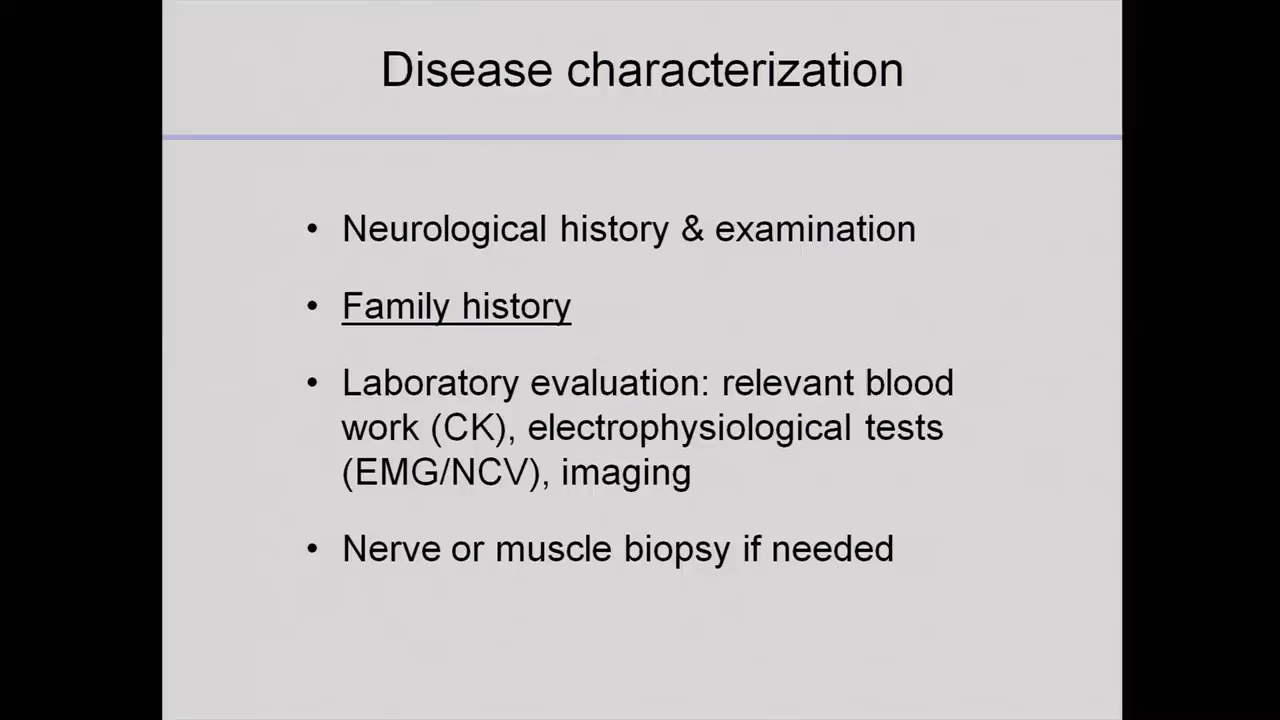 Disease characterization
• Neurological history & examination
• Family history
• Laboratory evaluation: relevant blood
work (CK), electrophysiological tests
(EMG/NCV), imaging
• Nerve or muscle biopsy if needed